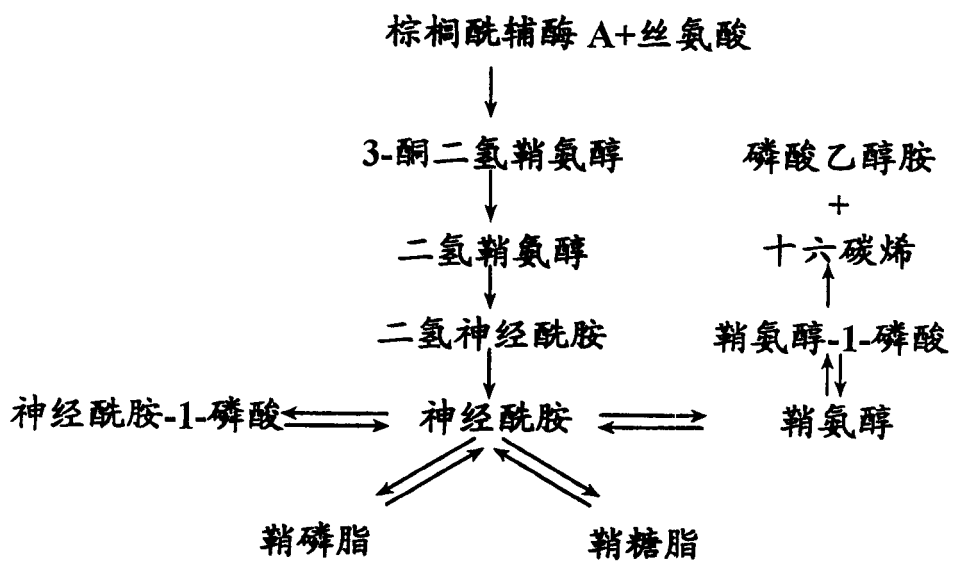 棕榈酰辅酶 A+丝氨酸
3-酮二氢鞘氨醇
磷酸乙醇胺
+
二氢鞘氨醇
十六碳烯
二氢神经酰胺
鞘氨醇-1-磷酸
神经酰胺-1-磷酸
神经酰胺
鞘氨醇
鞘磷脂
鞘糖脂